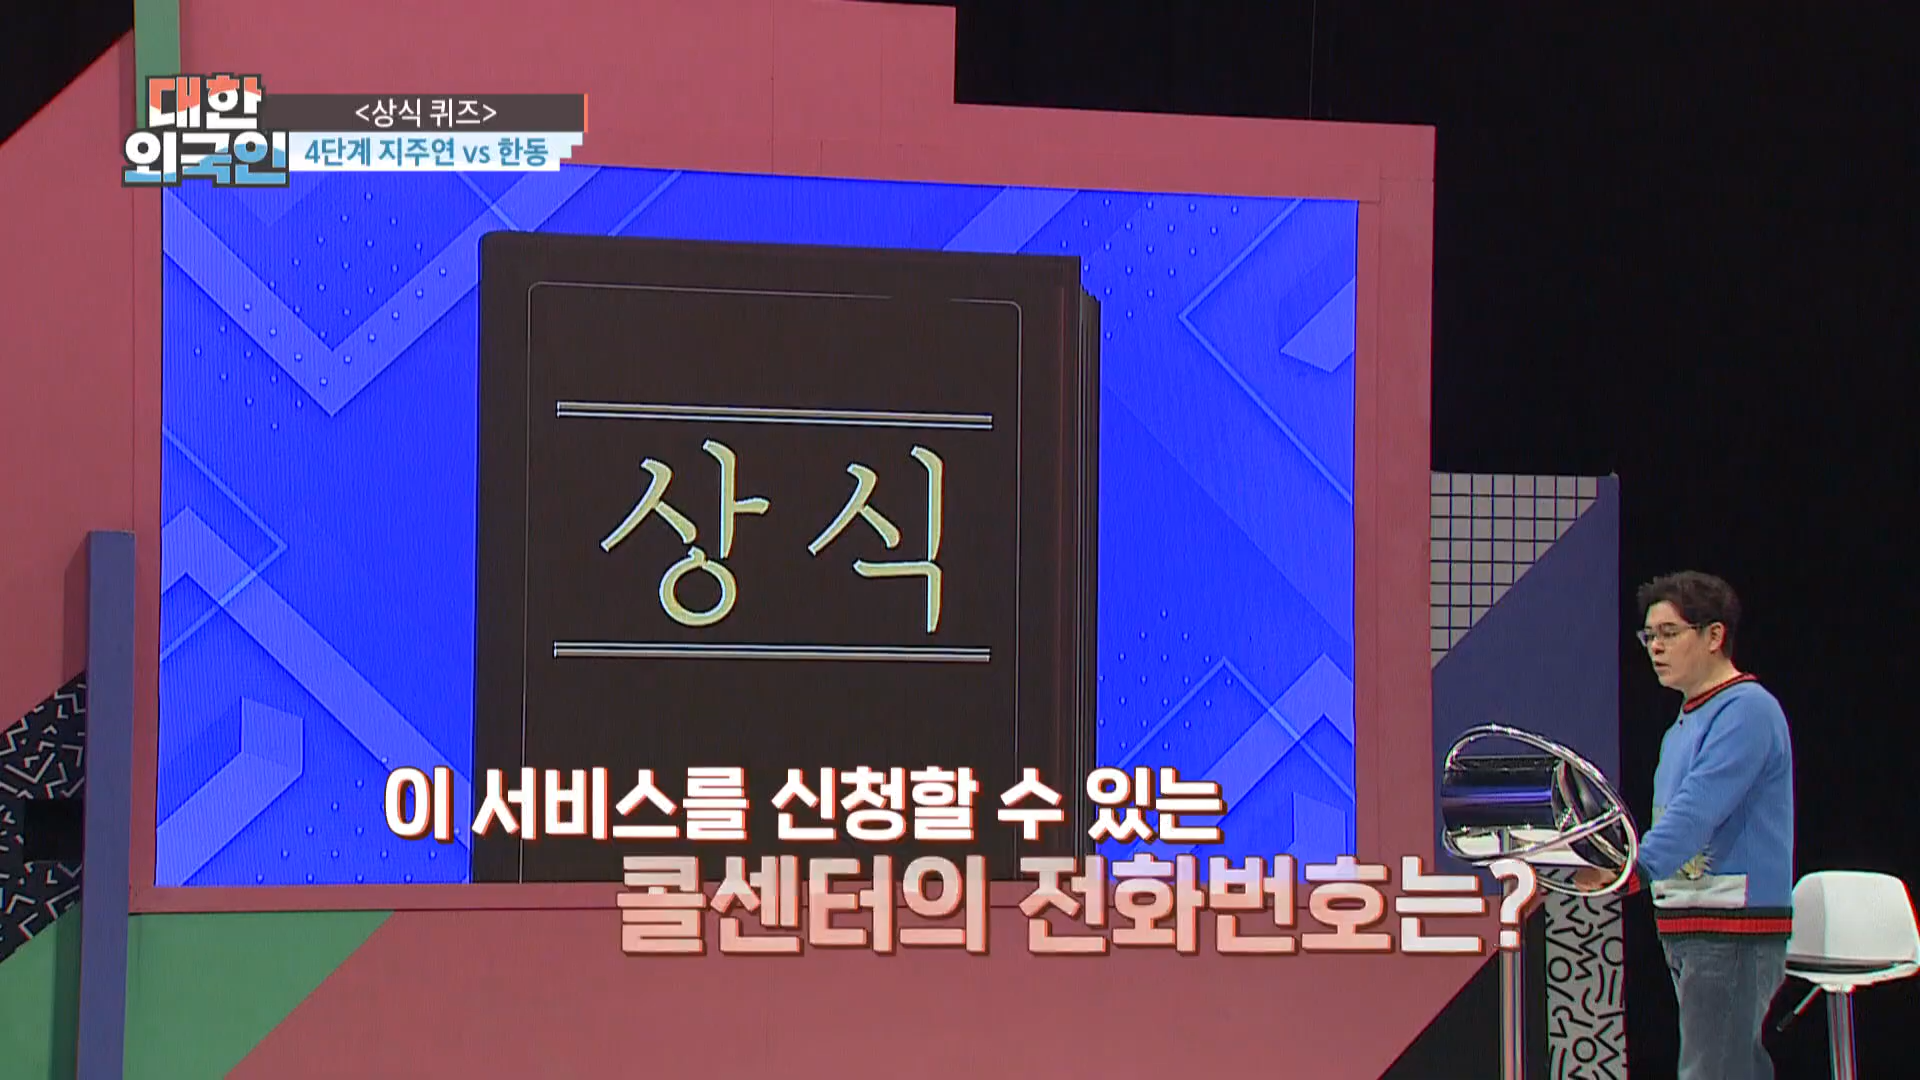 대한
외국인
<상식 퀴즈>
4단계 지주연 vs 한동
상식
이 서비스를 신청할 수 있는
콜센터의 전화번호는?